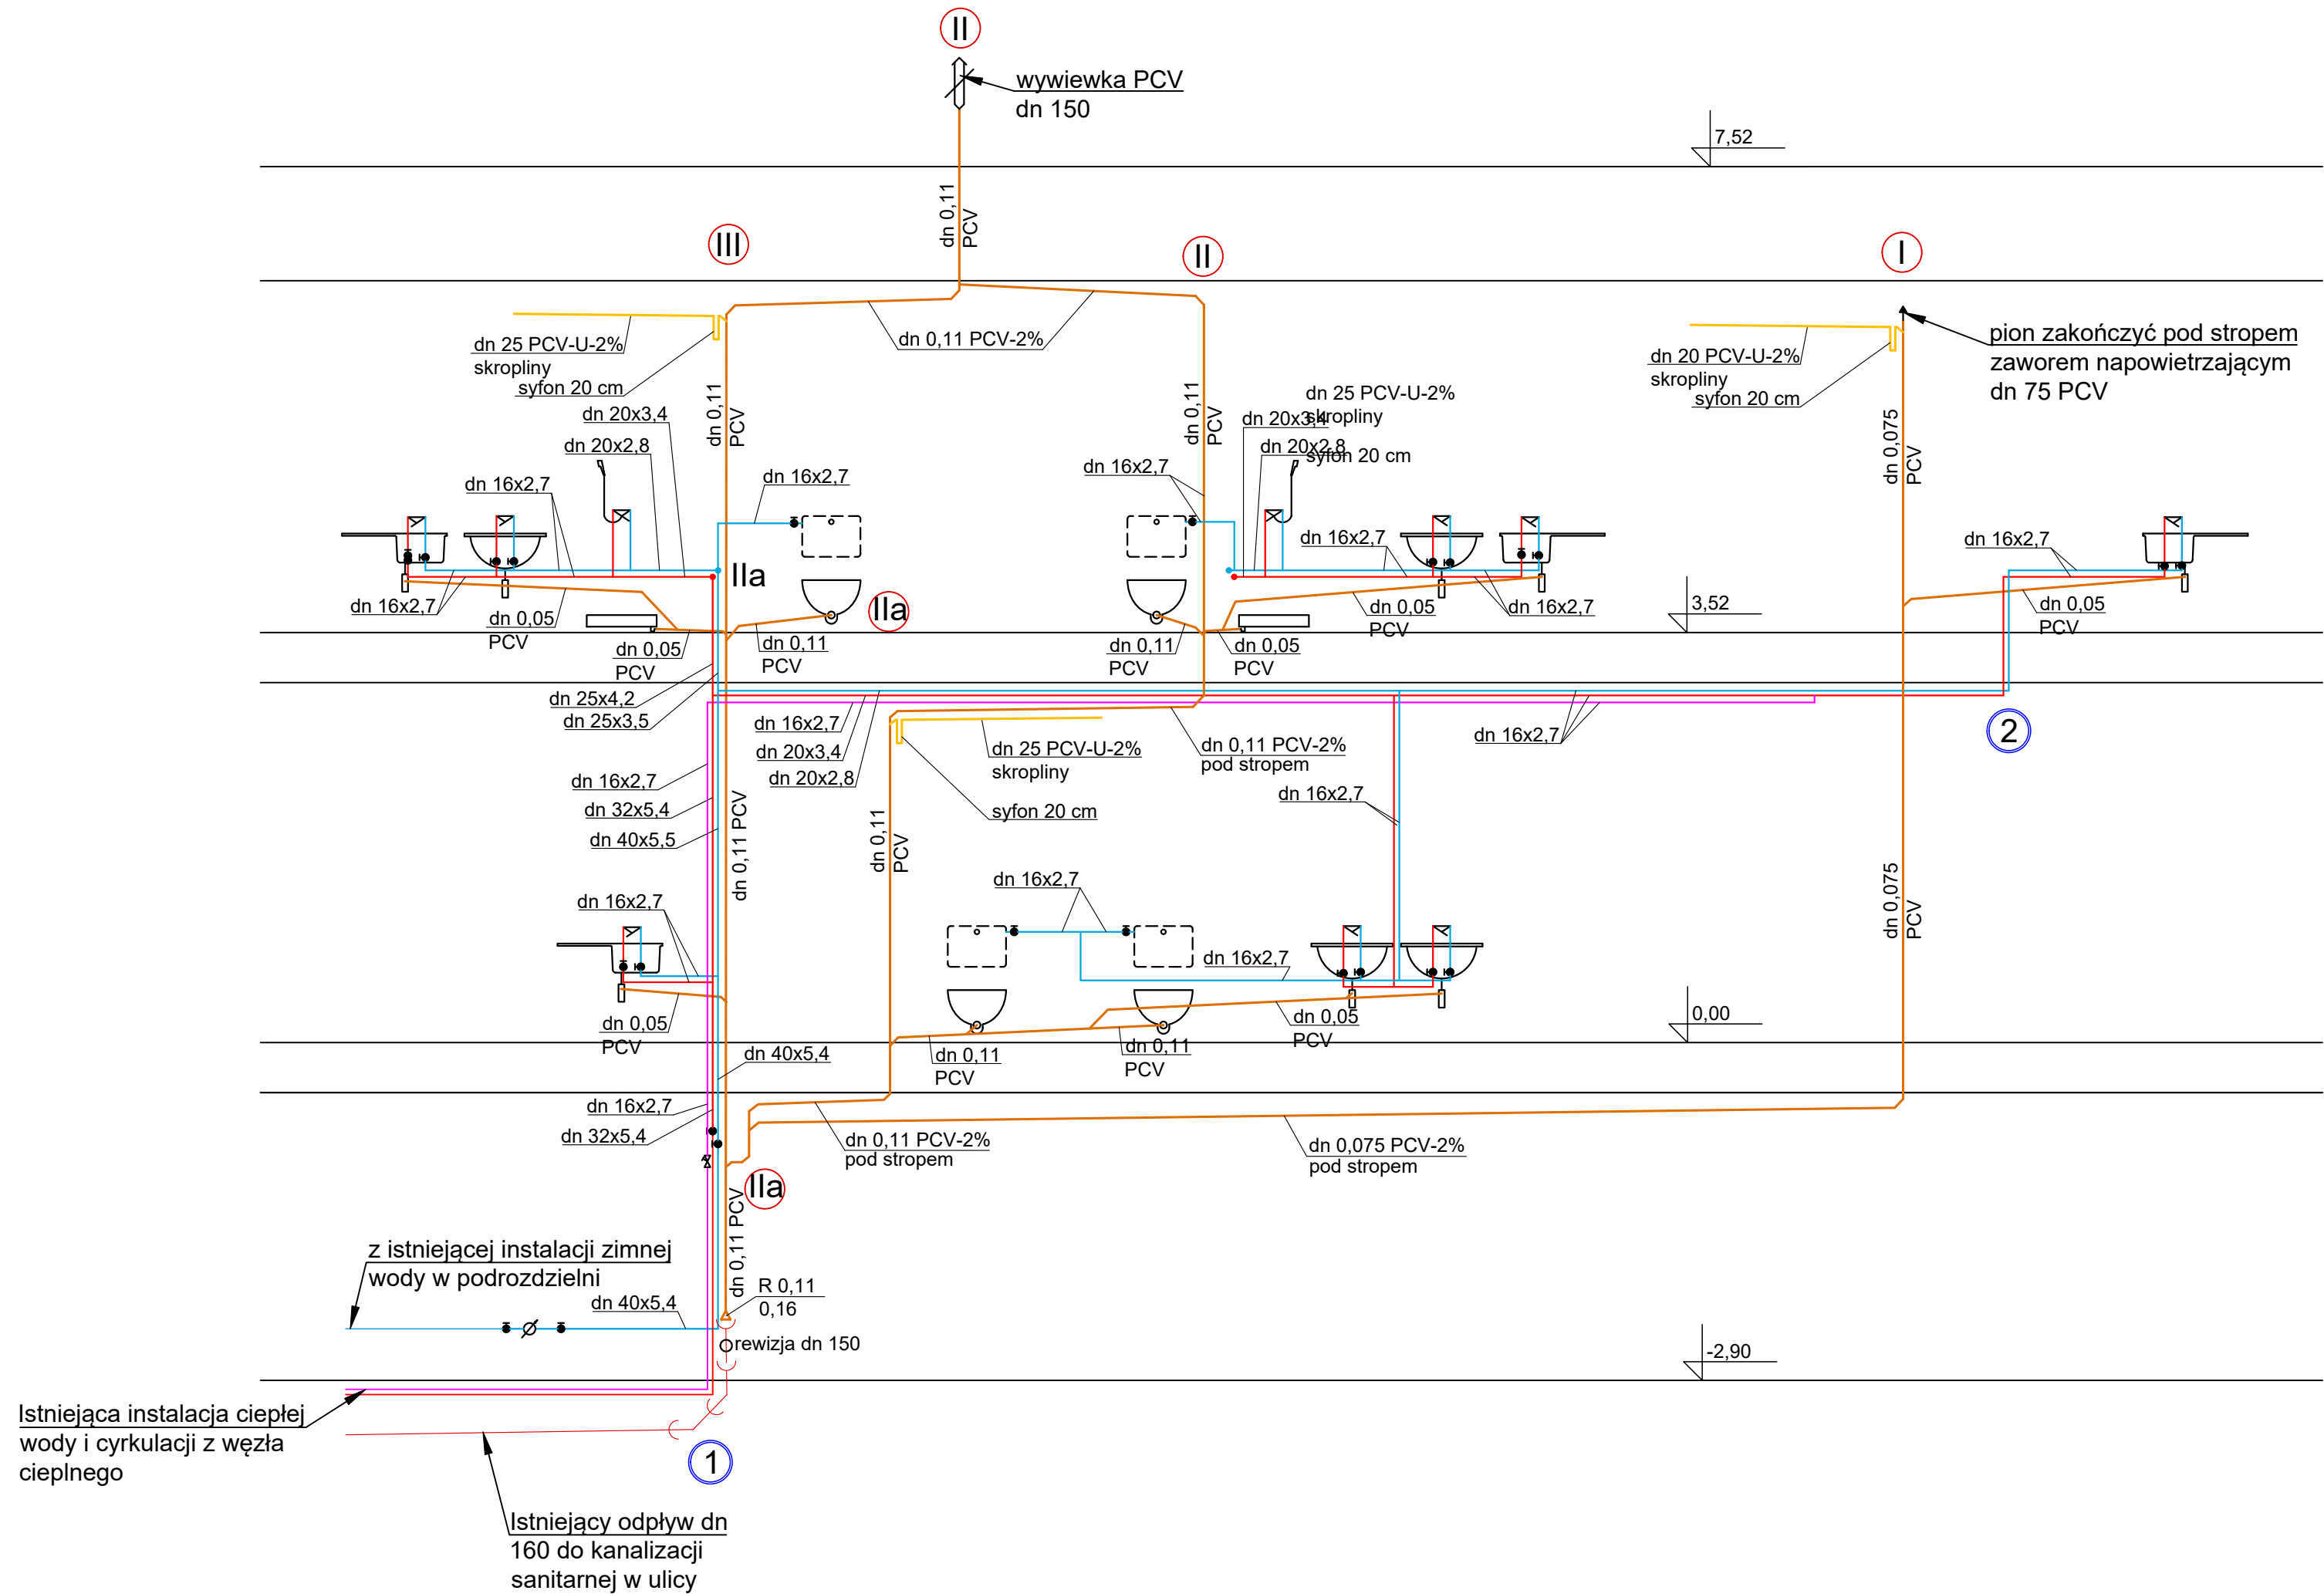 II
wywiewka PCV
dn 150
7,52
dn 0,11
PCV
III
II
I
dn 0,11 PCV-2%
dn 25 PCV-U-2%
skropliny
syfon 20 cm
dn 20x3,4
dn 20x2,8
dn 16x2,7
dn 0,11
PCV
dn 16x2,7
dn 16x2,7
dn 0,11
PCV
dn 25 PCV-U-2%
skropliny
dn 20x3,4
dn 20x2,8
syfon 20 cm
dn 16x2,7
dn 20 PCV-U-2%
skropliny
syfon 20 cm
pion zakończyć pod stropem
zaworem napowietrzającym
dn 75 PCV
dn 0,075
PCV
dn 16x2,7
IIa
IIa
dn 16x2,7
dn 0,05
PCV
dn 0,05
PCV
dn 0,11
PCV
dn 0,11
PCV
dn 0,05
PCV
dn 0,05
PCV
dn 16x2,7
3,52
dn 0,05
PCV
dn 25x4,2
dn 25x3,5
dn 16x2,7
dn 20x3,4
dn 20x2,8
dn 25 PCV-U-2%
skropliny
syfon 20 cm
dn 0,11 PCV-2%
pod stropem
dn 16x2,7
2
dn 16x2,7
dn 32x5,4
dn 40x5,5
dn 0,11 PCV
dn 0,11
PCV
dn 16x2,7
dn 16x2,7
dn 16x2,7
dn 16x2,7
dn 0,075
PCV
dn 0,05
PCV
dn 0,11
PCV
dn 0,11
PCV
dn 0,05
PCV
0,00
dn 40x5,4
dn 16x2,7
dn 32x5,4
dn 0,11 PCV-2%
pod stropem
dn 0,075 PCV-2%
pod stropem
IIa
dn 0,11 PCV
z istniejącej instalacji zimnej
wody w podrozdzielni
dn 40x5,4
R 0,11
0,16
rewizja dn 150
-2,90
Istniejąca instalacja ciepłej
wody i cyrkulacji z węzła
cieplnego
1
Istniejący odpływ dn
160 do kanalizacji
sanitarnej w ulicy